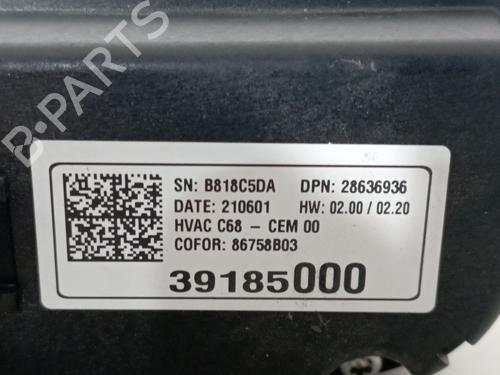 B-PARTS
SN: B818C5DA DPN: 28636936
DATE: 210601 HW: 02.00 / 02.20
HVAC C68 - CEM 00
COFOR: 86758B03
39185000